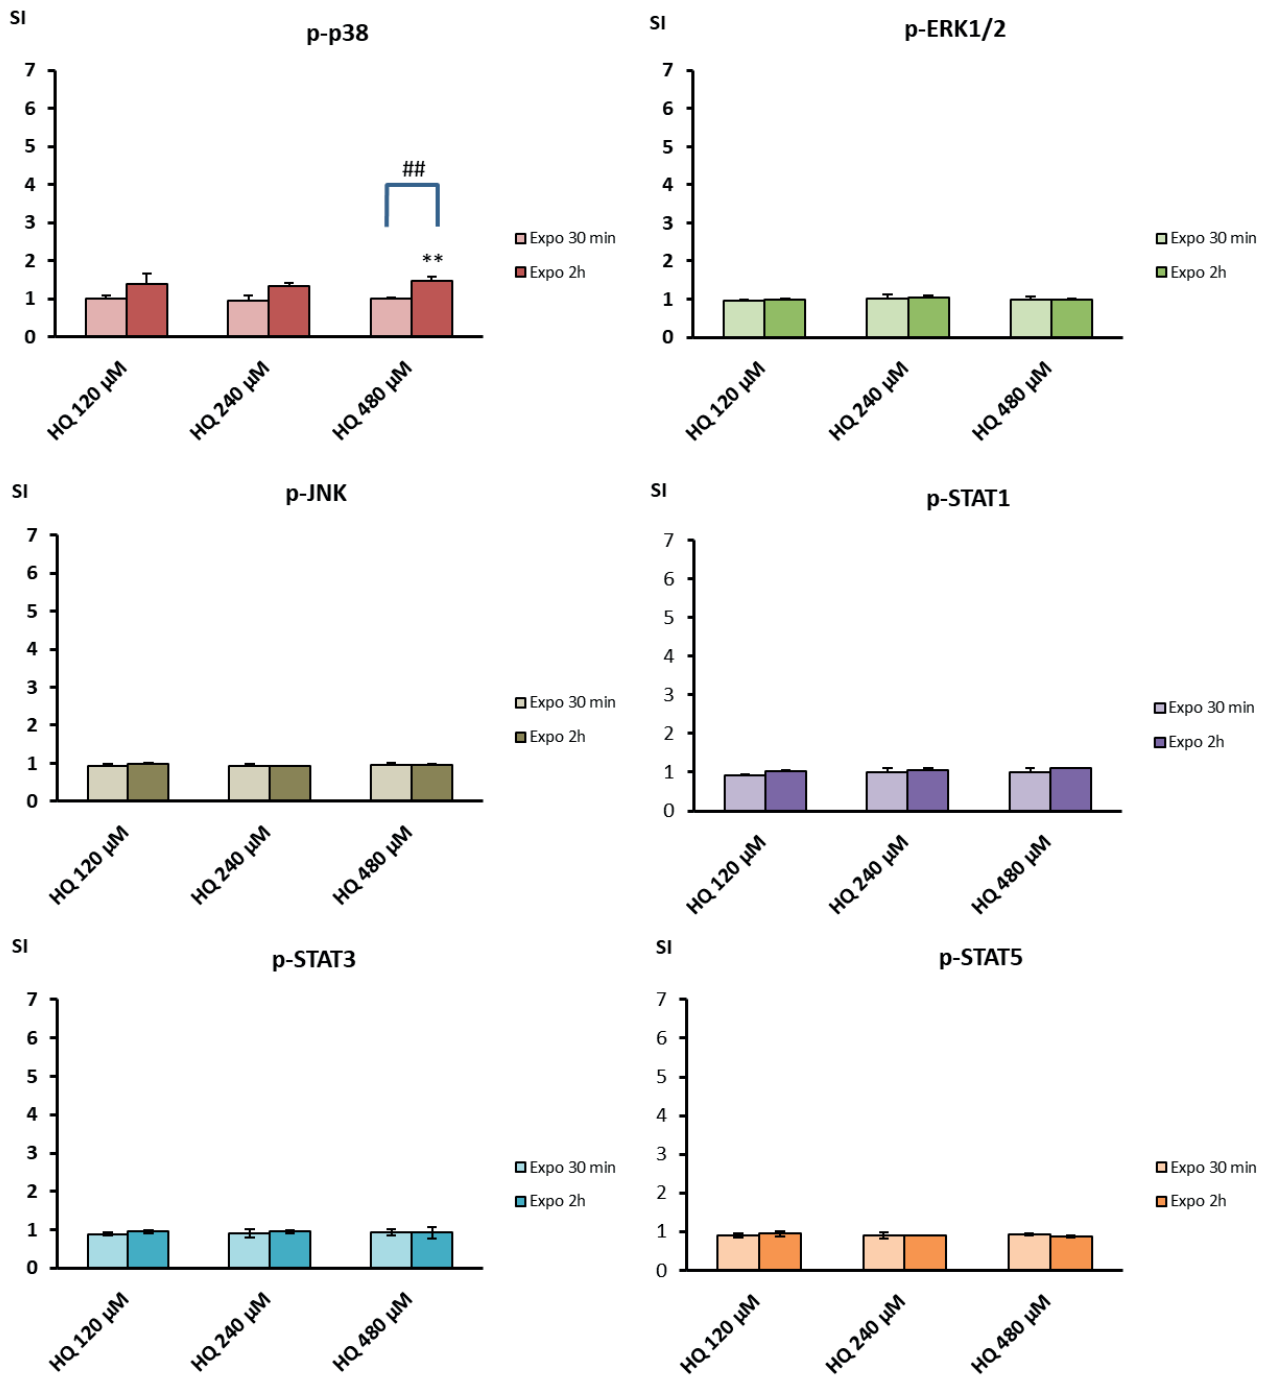 SI
p-p38
7
6
5
4
3
2
1
0
##
**
Expo 30 min
Expo 2h
HQ 120 µM
HQ 240 µM
HQ 480 µM
SI
p-ERK1/2
7
6
5
4
3
2
1
0
Expo 30 min
Expo 2h
HQ 120 µM
HQ 240 µM
HQ 480 µM
SI
p-JNK
7
6
5
4
3
2
1
0
Expo 30 min
Expo 2h
HQ 120 µM
HQ 240 µM
HQ 480 µM
SI
p-STAT1
7
6
5
4
3
2
1
0
Expo 30 min
Expo 2h
HQ 120 µM
HQ 240 µM
HQ 480 µM
SI
p-STAT3
7
6
5
4
3
2
1
0
Expo 30 min
Expo 2h
HQ 120 µM
HQ 240 µM
HQ 480 µM
SI
p-STAT5
7
6
5
4
3
2
1
0
Expo 30 min
Expo 2h
HQ 120 µM
HQ 240 µM
HQ 480 µM